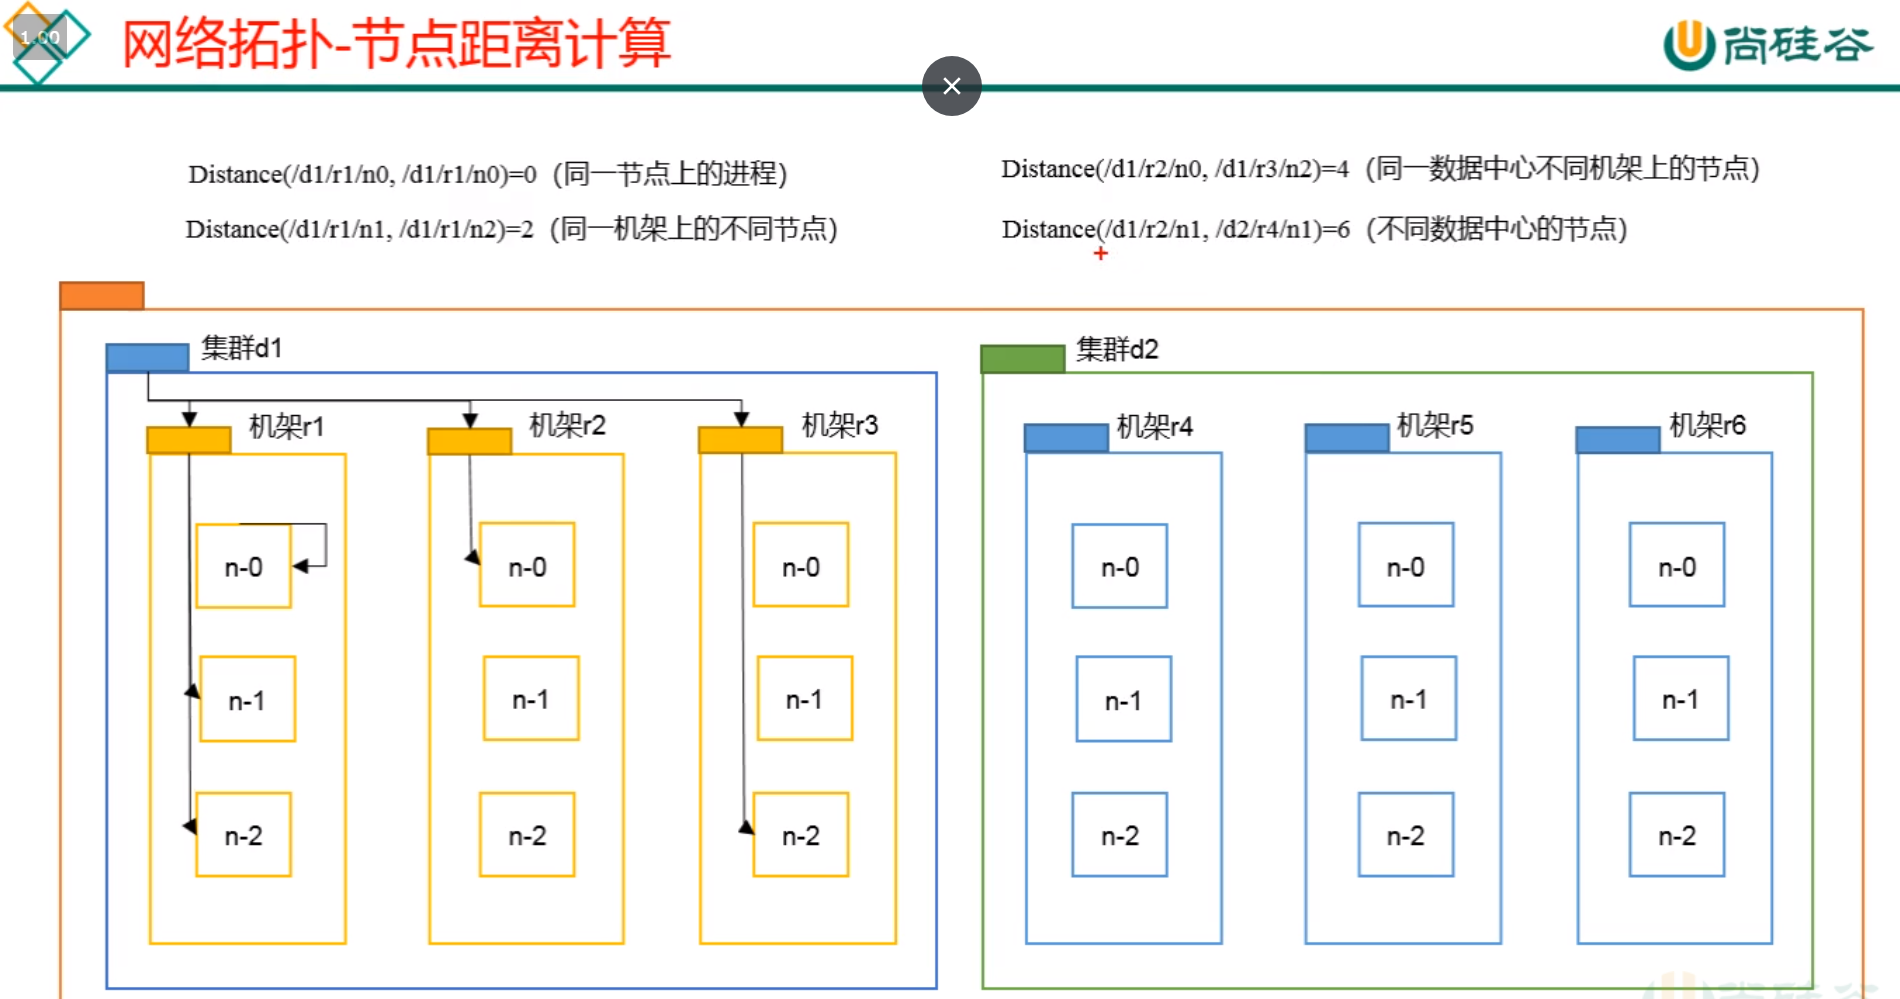 1.00
网络拓扑-节点距离计算
尚硅谷
Distance(/d1/r1/n0, /d1/r1/n0)=0（同一节点上的进程)
Distance(/d1/r1/n1, /d1/r1/n2)=2（同一机架上的不同节点)
Distance(/d1/r2/n0, /d1/r3/n2)=4（同一数据中心不同机架上的节点)
Distance(/d1/r2/n1, /d2/r4/n1)=6（不同数据中心的节点)
集群d1
机架r1
机架r2
机架r3
n-0
n-0
n-0
n-1
n-1
n-1
n-2
n-2
n-2
集群d2
机架r4
机架r5
机架r6
n-0
n-0
n-0
n-1
n-1
n-1
n-2
n-2
n-2
尚硅谷